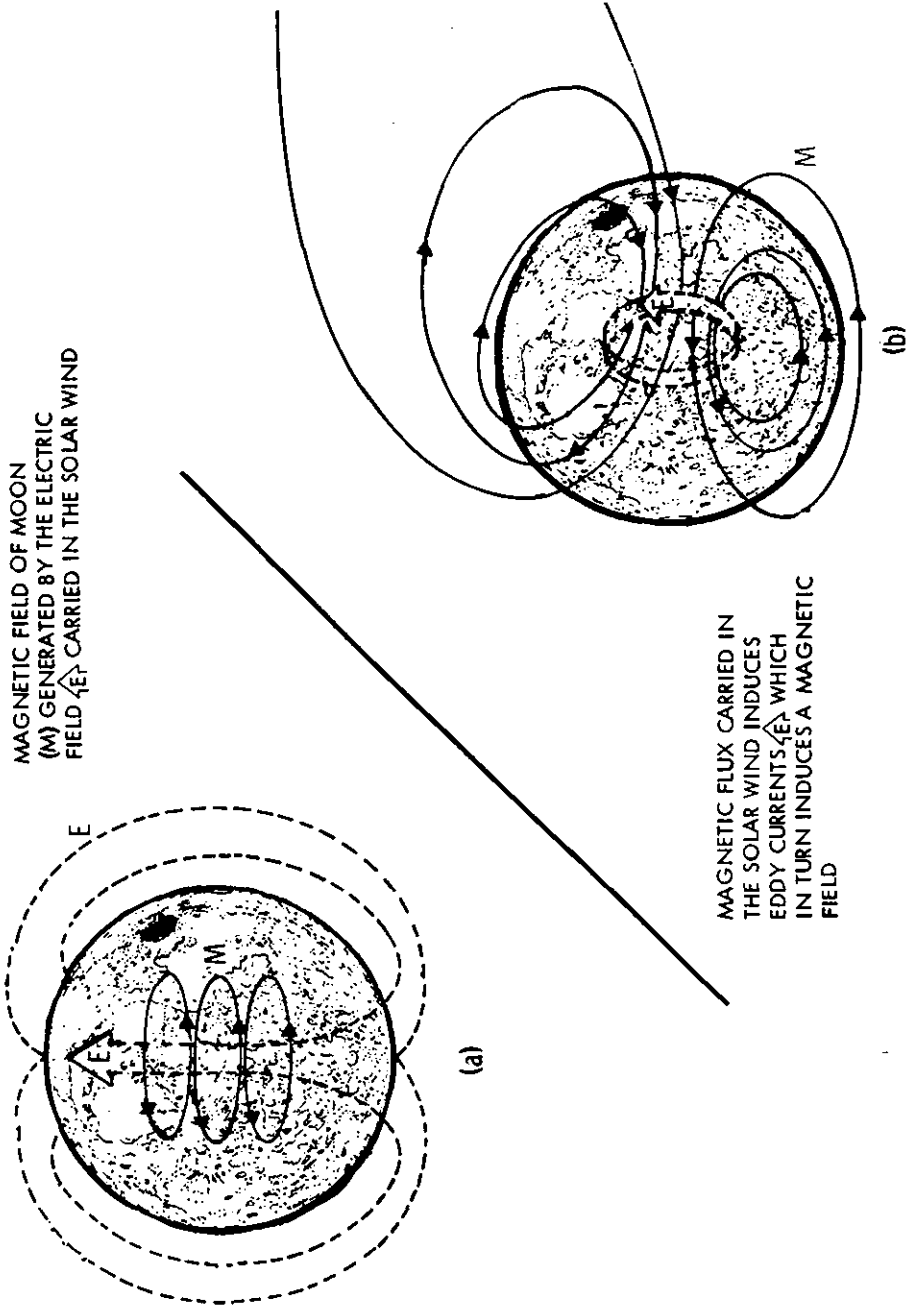 MAGNETIC FIELD OF MOON
(M) GENERATED BY THE ELECTRIC
FIELD E CARRIED IN THE SOLAR WIND
E
E
M
(a)
MAGNETIC FLUX CARRIED IN
THE SOLAR WIND INDUCES
EDDY CURRENTS E WHICH
IN TURN INDUCES A MAGNETIC
FIELD
E
M
(b)